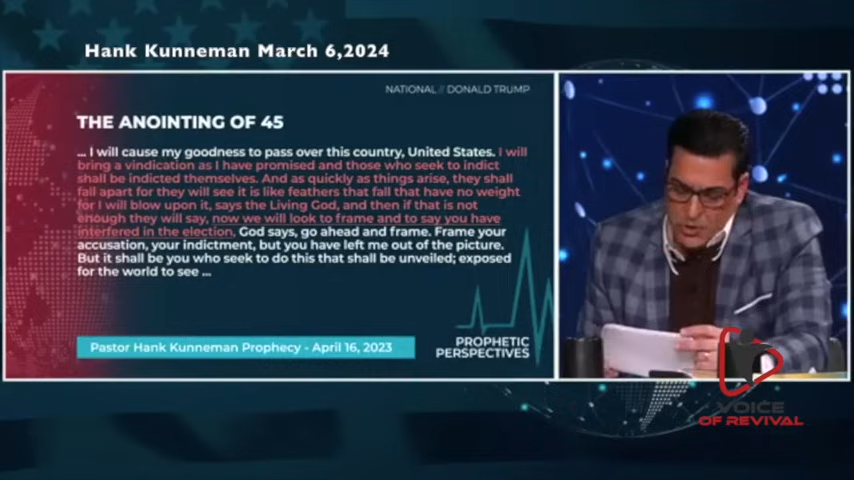 Hank Kunneman March 6,2024
NATIONAL // DONALD TRUMP
THE ANOINTING OF 45
... I will cause my goodness to pass over this country, United States. I will
bring a vindication as I have promised and those who seek to indict
shall be indicted themselves. And as quickly as things arise, they shall
fall apart for they will see it is like feathers that fall that have no weight
for I will blow upon it, says the Living God, and then if that is not
enough they will say, now we will look to frame and to say you have
interfered in the election, God says, go ahead and frame. Frame your
accusation, your indictment, but you have left me out of the picture.
But it shall be you who seek to do this that shall be unveiled; exposed
for the world to see ...
Pastor Hank Kunneman Prophecy - April 16, 2023
PROPHETIC
PERSPECTIVES
VOICE
OF REVIVAL